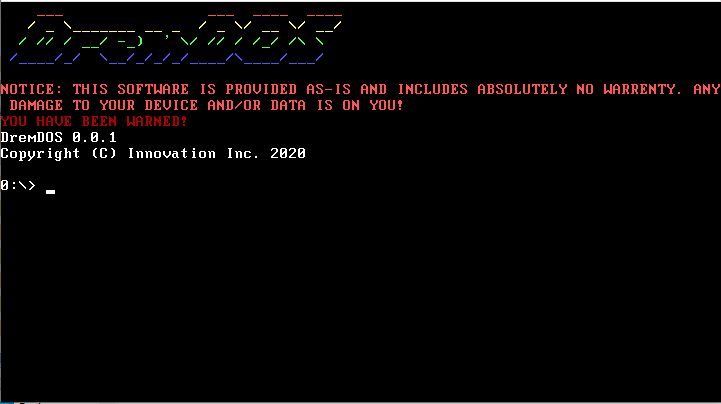 DremDOS
NOTICE: THIS SOFTWARE IS PROVIDED AS-IS AND INCLUDES ABSOLUTELY NO WARRENTY. ANY
DAMAGE TO YOUR DEVICE AND/OR DATA IS ON YOU!
YOU HAVE BEEN WARNED!
DremDOS 0.0.1
Copyright (C) Innovation Inc. 2020
0:\> _